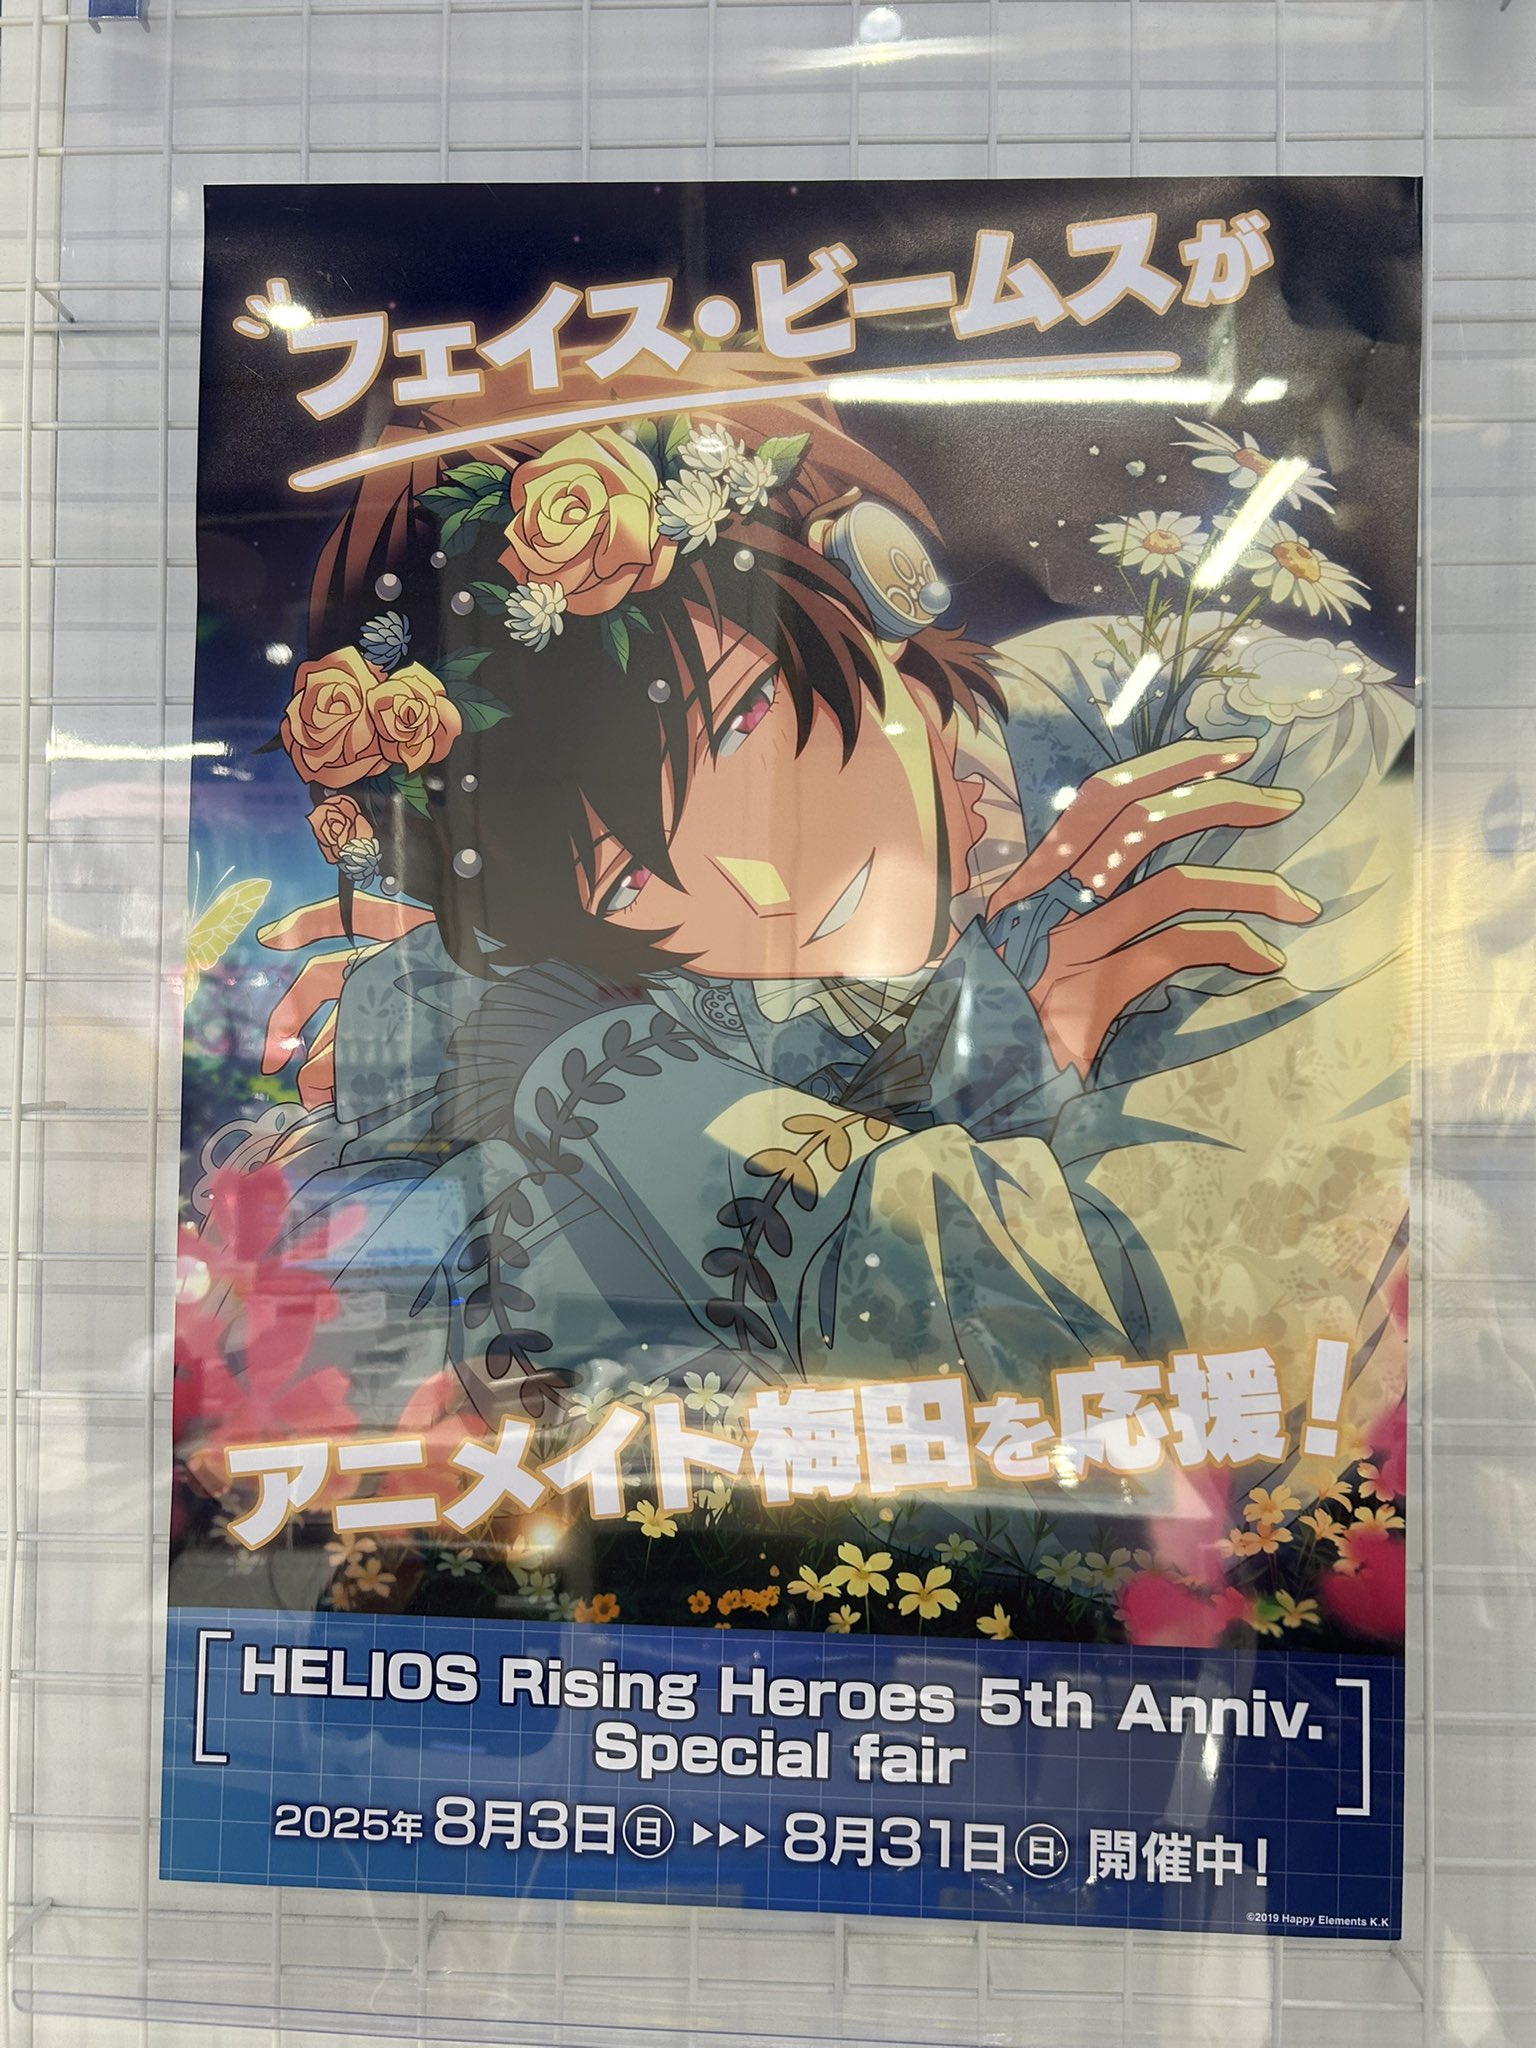 フェイス・ビームスが
アニメイト梅田を応援！
HELIOS Rising Heroes 5th Anniv.
Special fair
2025年8月3日㊐▶▶▶8月31日㊐ 開催中！
©2019 Happy Elements K.K